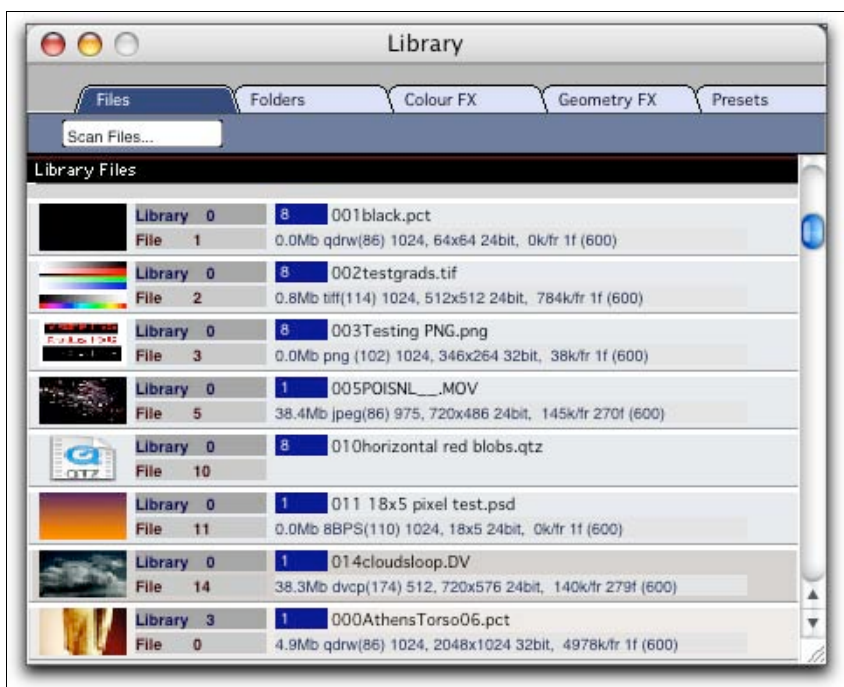 Library
Files Folders Colour FX Geometry FX Presets
Scan Files...
Library Files
Library 0 8 001black.pct
File 1 0.0Mb qdrw(86) 1024, 64x64 24bit, 0k/fr 1f (600)
Library 0 8 002testgrads.tif
File 2 0.8Mb tiff(114) 1024, 512x512 24bit, 784k/fr 1f (600)
Library 0 8 003Testing PNG.png
File 3 0.0Mb png (102) 1024, 346x264 32bit, 38k/fr 1f (600)
Library 0 1 005POISNL__.MOV
File 5 38.4Mb jpeg(86) 975, 720x486 24bit, 145k/fr 270f (600)
Library 0 8 010horizontal red blobs.qtz
QTZ
File 10
Library 0 1 011 18x5 pixel test.psd
File 11 0.0Mb 8BPS(110) 1024, 18x5 24bit, 0k/fr 1f (600)
Library 0 1 014cloudsloop.DV
File 14 38.3Mb dvcp(174) 512, 720x576 24bit, 140k/fr 279f (600)
Library 3 1 000AthensTorso06.pct
File 0 4.9Mb qdrw(86) 1024, 2048x1024 32bit, 4978k/fr 1f (600)